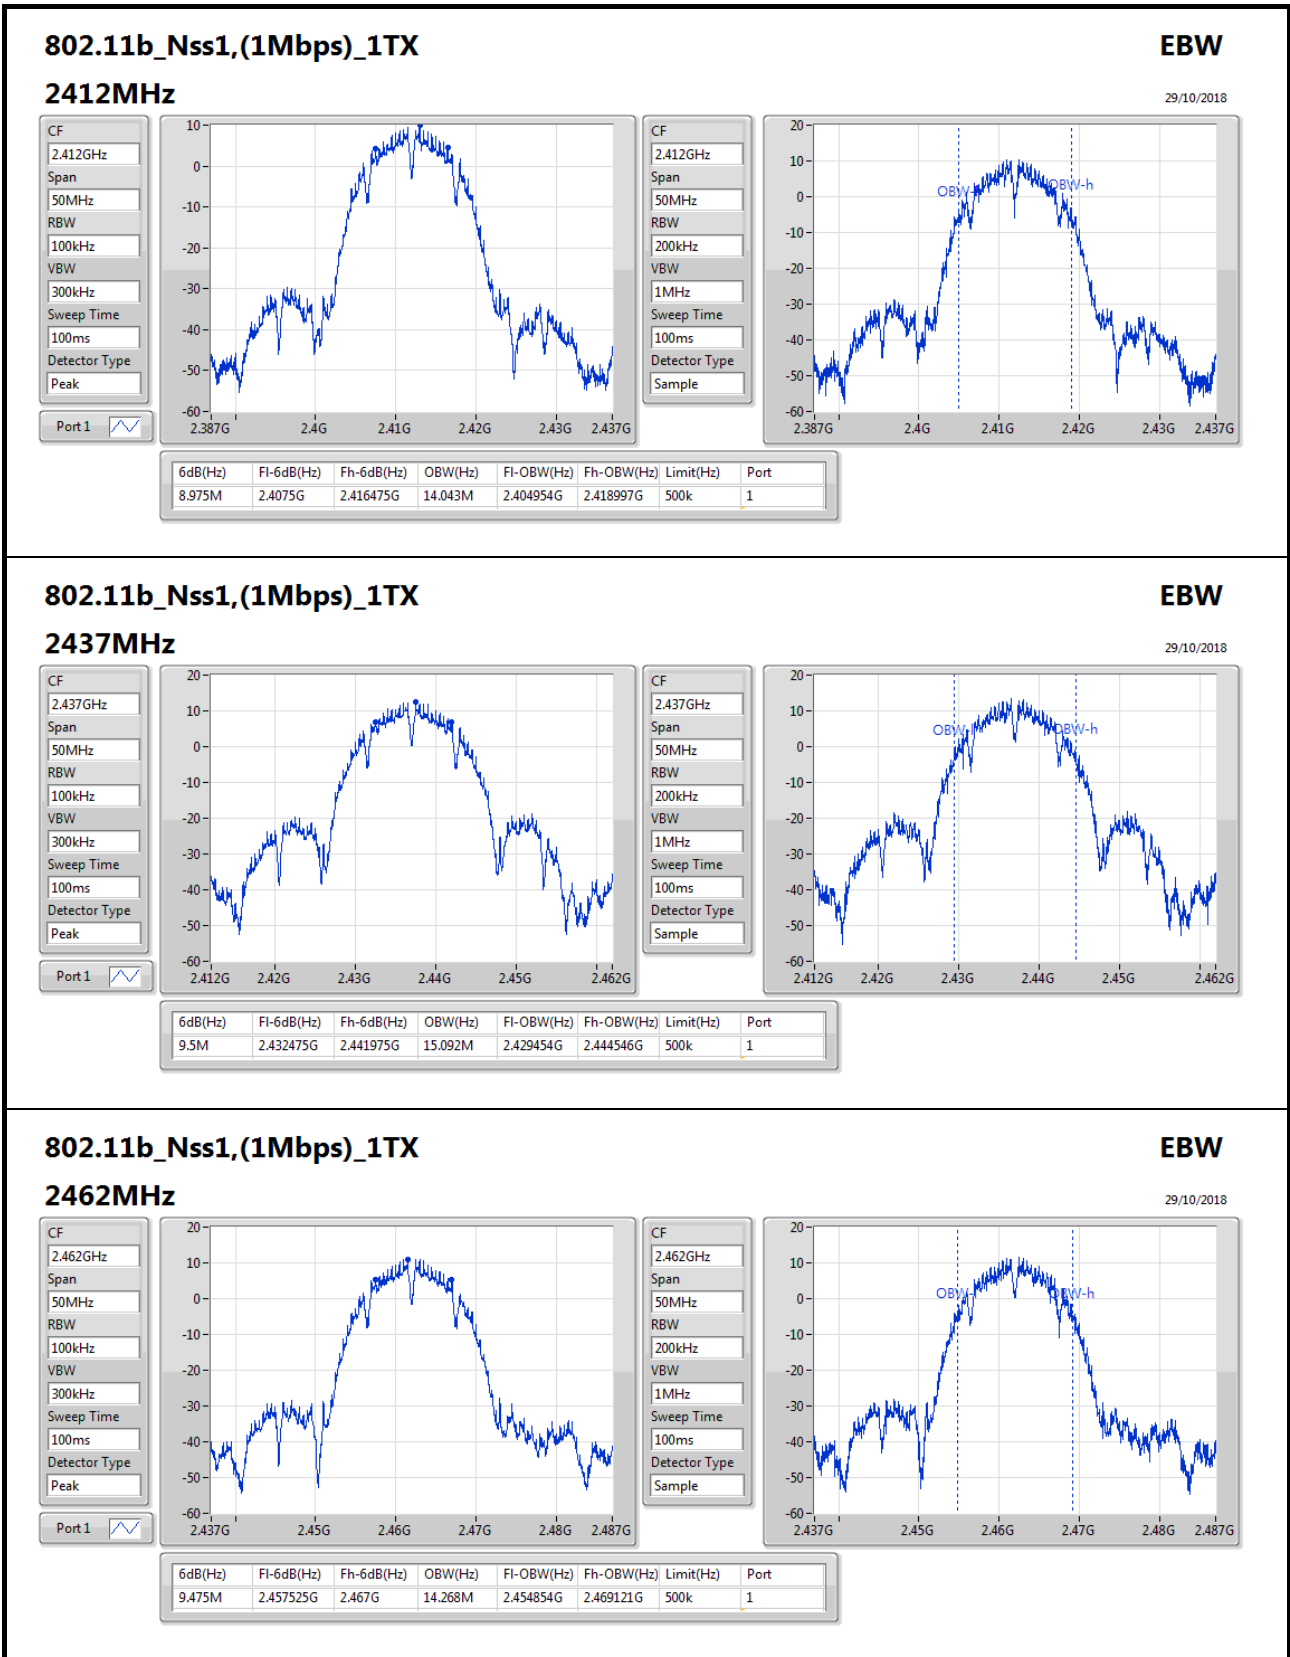 802.11b_Nss1,(1Mbps)_1TX EBW
2412MHz 29/10/2018
CF
2.412GHz
Span
50MHz
RBW
100kHz
VBW
300kHz
Sweep Time
100ms
Detector Type
Peak
Port 1
10
0
-10
-20
-30
-40
-50
-60
2.387G 2.4G 2.41G 2.42G 2.43G 2.437G
CF
2.412GHz
Span
50MHz
RBW
200kHz
VBW
1MHz
Sweep Time
100ms
Detector Type
Sample
20
10
0
-10
-20
-30
-40
-50
-60
OBW-h
2.387G 2.4G 2.41G 2.42G 2.43G 2.437G
6dB(Hz) Fl-6dB(Hz) Fh-6dB(Hz) OBW(Hz) Fl-OBW(Hz) Fh-OBW(Hz) Limit(Hz) Port
8.975M 2.4075G 2.416475G 14.043M 2.404954G 2.418997G 500k 1
802.11b_Nss1,(1Mbps)_1TX EBW
2437MHz 29/10/2018
CF
2.437GHz
Span
50MHz
RBW
100kHz
VBW
300kHz
Sweep Time
100ms
Detector Type
Peak
Port 1
20
10
0
-10
-20
-30
-40
-50
-60
2.412G 2.42G 2.43G 2.44G 2.45G 2.462G
CF
2.437GHz
Span
50MHz
RBW
200kHz
VBW
1MHz
Sweep Time
100ms
Detector Type
Sample
20
10
0
-10
-20
-30
-40
-50
-60
OBW-h
2.412G 2.42G 2.43G 2.44G 2.45G 2.462G
6dB(Hz) Fl-6dB(Hz) Fh-6dB(Hz) OBW(Hz) Fl-OBW(Hz) Fh-OBW(Hz) Limit(Hz) Port
9.5M 2.432475G 2.441975G 15.092M 2.429454G 2.444546G 500k 1
802.11b_Nss1,(1Mbps)_1TX EBW
2462MHz 29/10/2018
CF
2.462GHz
Span
50MHz
RBW
100kHz
VBW
300kHz
Sweep Time
100ms
Detector Type
Peak
Port 1
20
10
0
-10
-20
-30
-40
-50
-60
2.437G 2.45G 2.46G 2.47G 2.48G 2.487G
CF
2.462GHz
Span
50MHz
RBW
200kHz
VBW
1MHz
Sweep Time
100ms
Detector Type
Sample
20
10
0
-10
-20
-30
-40
-50
-60
OBW-h
2.437G 2.45G 2.46G 2.47G 2.48G 2.487G
6dB(Hz) Fl-6dB(Hz) Fh-6dB(Hz) OBW(Hz) Fl-OBW(Hz) Fh-OBW(Hz) Limit(Hz) Port
9.475M 2.457525G 2.467G 14.268M 2.454854G 2.469121G 500k 1